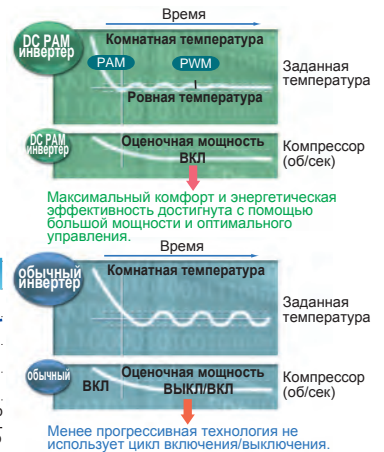 Время
DC PAM
инвертер
Комнатная температура
PAM
PWM
Заданная
температура
Ровная температура
DC PAM
инвертер
Оценочная мощность
ВКЛ
Компрессор
(об/сек)
Максимальный комфорт и энергетическая
эффективность достигнута с помощью
большой мощности и оптимального
управления.
Время
обычный
инвертер
Комнатная температура
Заданная
температура
обычный
ВКЛ
Оценочная мощность
ВЫКЛ/ВКЛ
Компрессор
(об/сек)
Менее прогрессивная технология не
использует цикл включения/выключения.